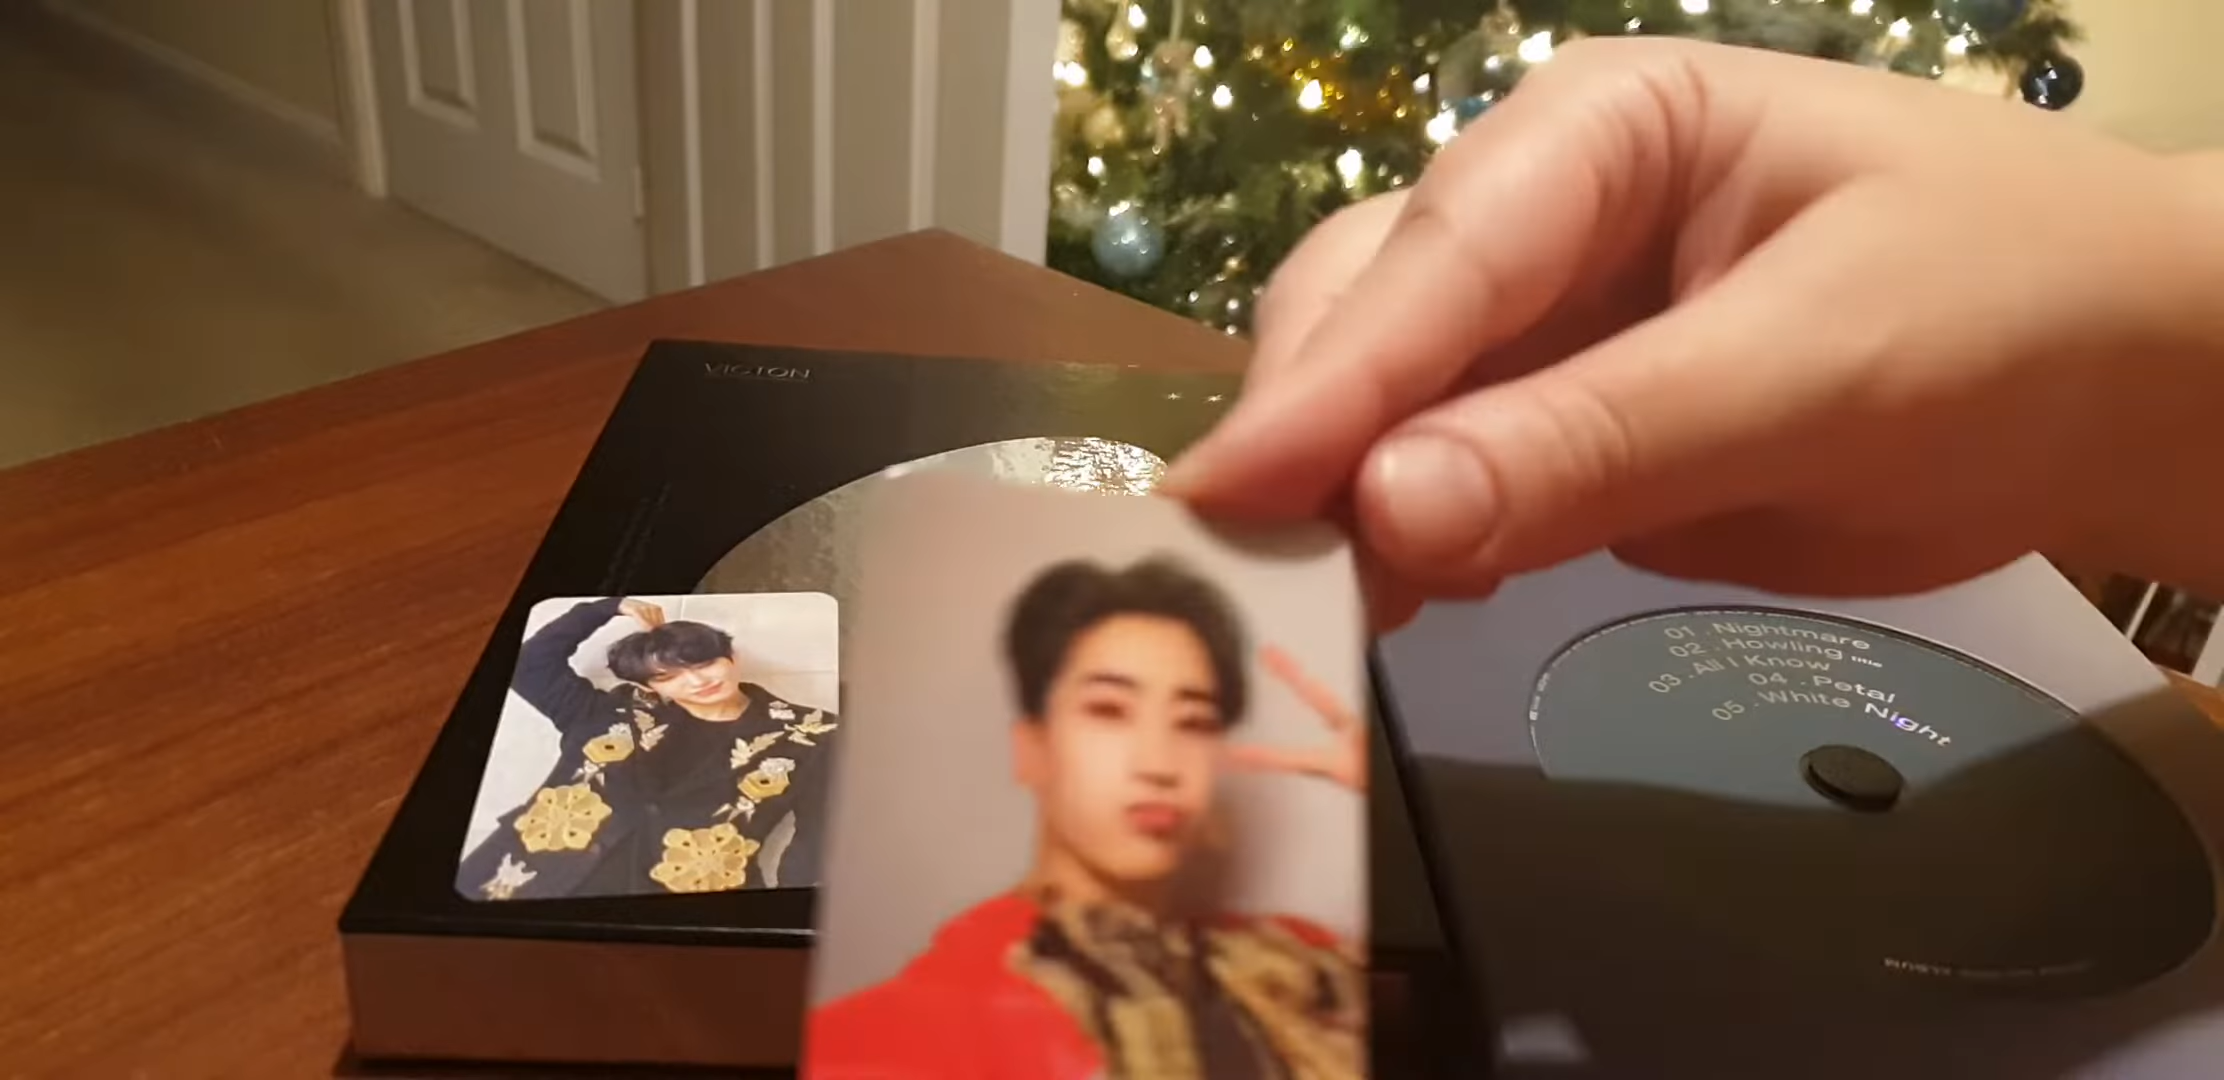 VICTON
01 . Nightmare
02 . Howling Title
03 . All I Know
04 . Petal
05 . White Night